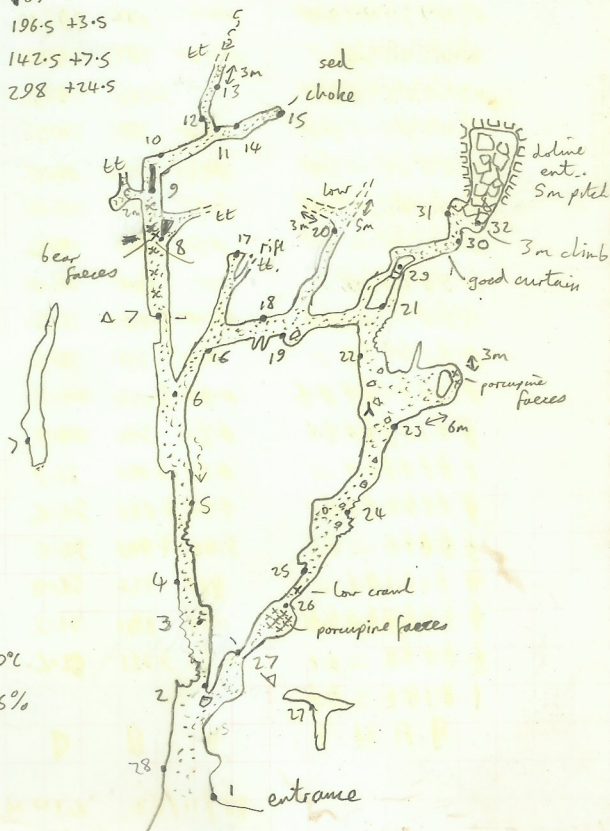 196.5 +3.5
142.5 +7.5
298 +24.5
tt
3m
13
sed
choke
12
15
11
14
10
tt
2m
9
tt
8
bear
faeces
low
3m
20
5m
17
rift
tt.
31
doline
ent.
5m pitch
32
30
3m climb
29
good curtain
Δ 7
18
21
16
19
22
6
3m
porcupine
faeces
23
6m
5
24
4
25
low crawl
26
3
porcupine faeces
27
Δ
2
27
28
1
entrance
0°C
5%